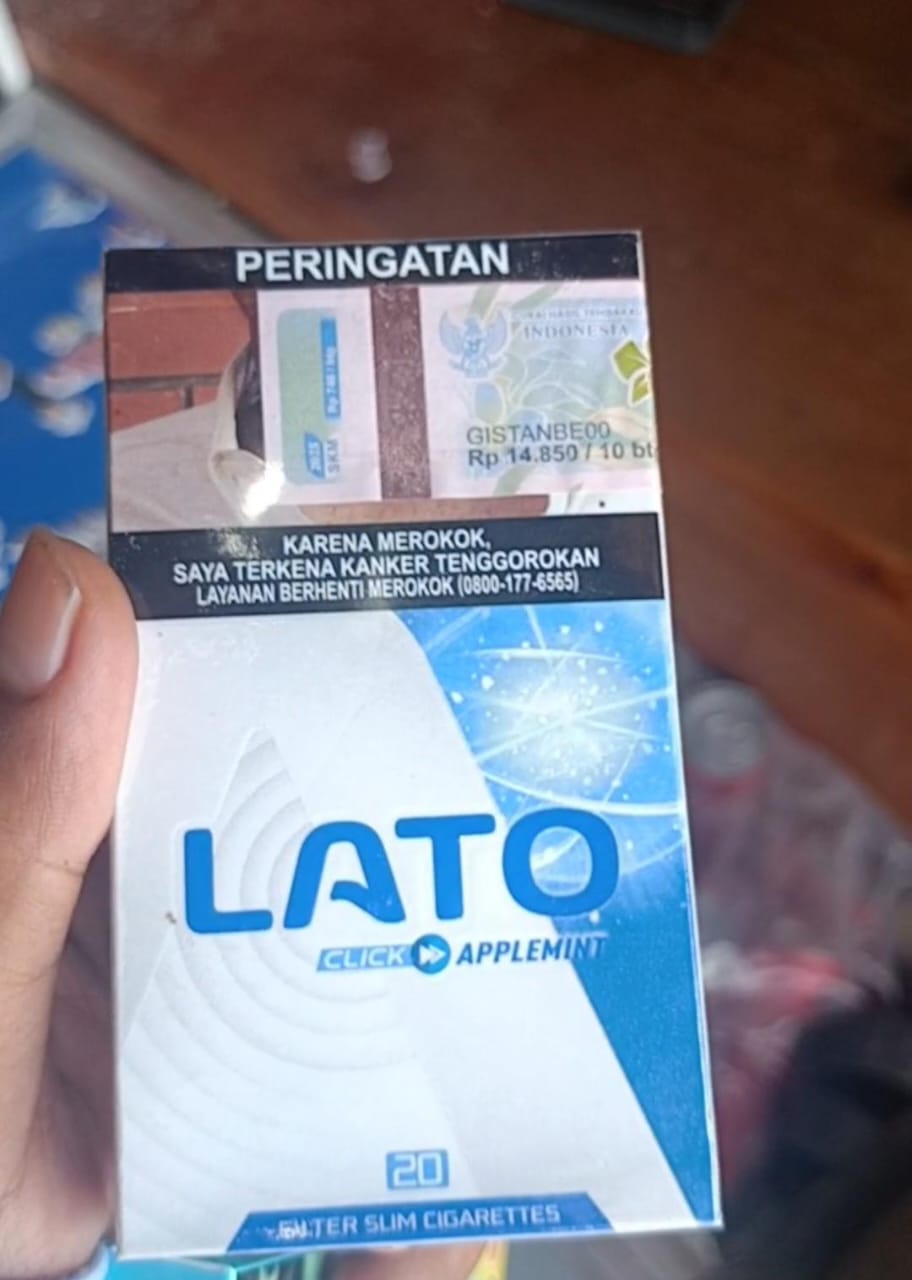 PERINGATAN
INDONESIA
2025
SKM
GISTANBE00
Rp 14.850 / 10 bt
KARENA MEROKOK,
SAYA TERKENA KANKER TENGGOROKAN
LAYANAN BERHENTI MEROKOK (0800-177-6565)
LATO
CLICK APPLEMINT
20
FILTER SLIM CIGARETTES